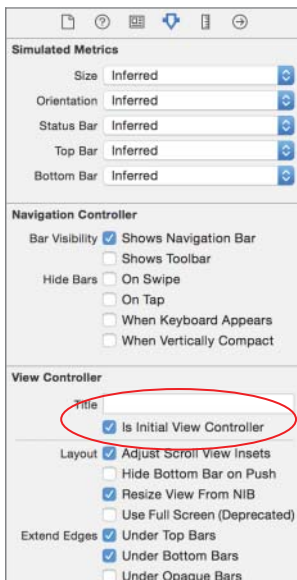 Simulated Metrics
Size Inferred
Orientation Inferred
Status Bar Inferred
Top Bar Inferred
Bottom Bar Inferred
Navigation Controller
Bar Visibility Shows Navigation Bar
Shows Toolbar
Hide Bars On Swipe
On Tap
When Keyboard Appears
When Vertically Compact
View Controller
Title
Is Initial View Controller
Layout Adjust Scroll View Insets
Hide Bottom Bar on Push
Resize View From NIB
Use Full Screen (Deprecated)
Extend Edges Under Top Bars
Under Bottom Bars
Under Opaque Bars